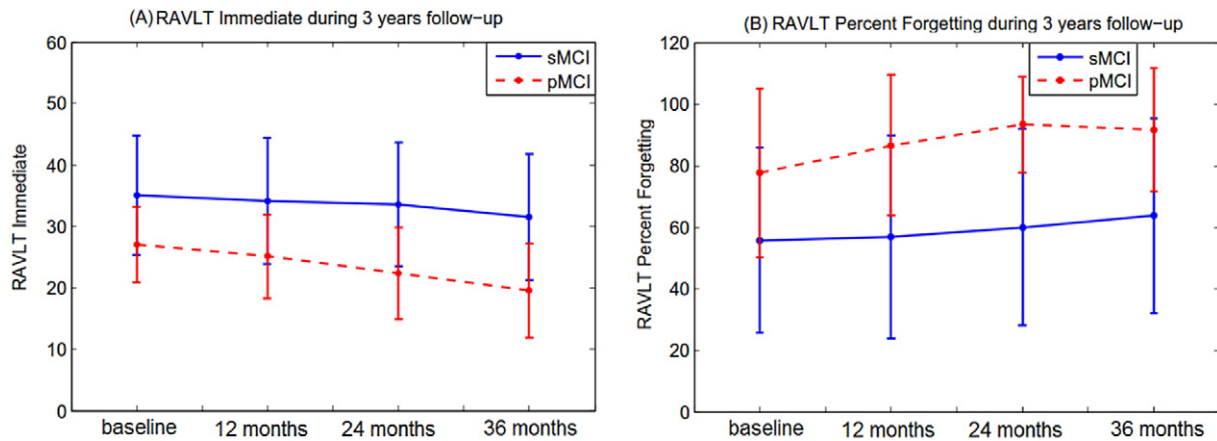 (A) RAVLT Immediate during 3 years follow−up
60
50
40
30
20
10
0
RAVLT Immediate
sMCI
pMCI
baseline 12 months 24 months 36 months
(B) RAVLT Percent Forgetting during 3 years follow−up
120
100
80
60
40
20
0
RAVLT Percent Forgetting
sMCI
pMCI
baseline 12 months 24 months 36 months